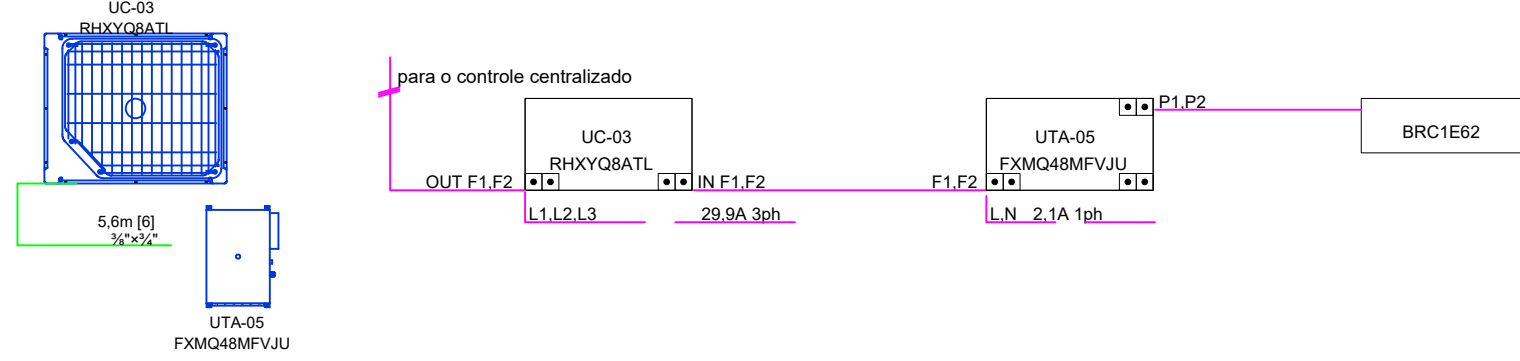 UC-03
RHXYQ8ATL
5,6m [6]
⅜"×¾"
UTA-05
FXMQ48MFVJU
para o controle centralizado
UC-03
RHXYQ8ATL
OUT F1,F2
IN F1,F2
L1,L2,L3
29,9A 3ph
UTA-05
FXMQ48MFVJU
P1,P2
F1,F2
L,N 2,1A 1ph
BRC1E62